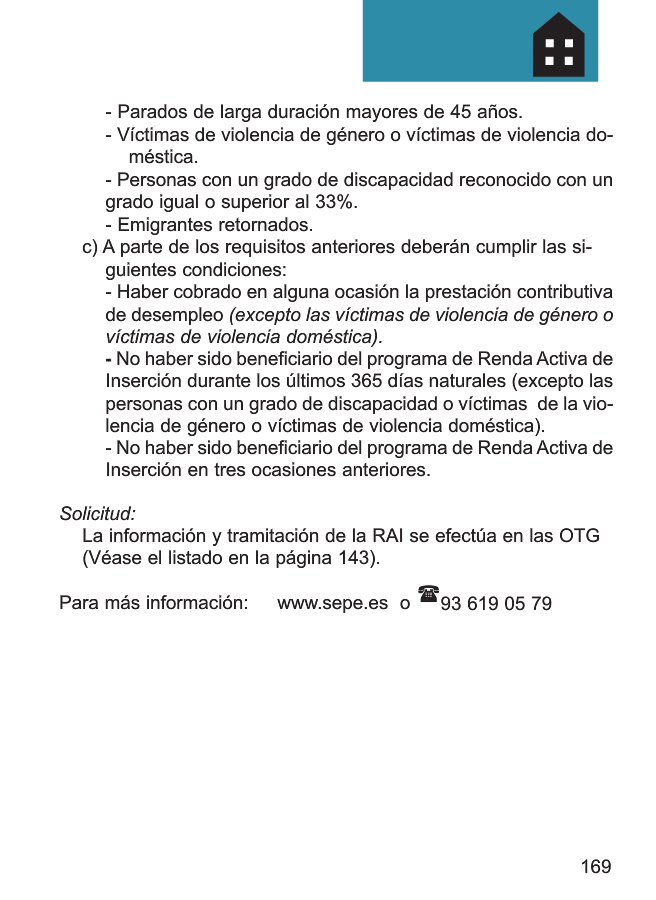 - Parados de larga duración mayores de 45 años.
- Víctimas de violencia de género o víctimas de violencia do-
méstica.
- Personas con un grado de discapacidad reconocido con un
grado igual o superior al 33%.
- Emigrantes retornados.
c) A parte de los requisitos anteriores deberán cumplir las si-
guientes condiciones:
- Haber cobrado en alguna ocasión la prestación contributiva
de desempleo (excepto las víctimas de violencia de género o
víctimas de violencia doméstica).
- No haber sido beneficiario del programa de Renda Activa de
Inserción durante los últimos 365 días naturales (excepto las
personas con un grado de discapacidad o víctimas  de la vio-
lencia de género o víctimas de violencia doméstica).
- No haber sido beneficiario del programa de Renda Activa de
Inserción en tres ocasiones anteriores.
Solicitud:
La información y tramitación de la RAI se efectúa en las OTG
(Véase el listado en la página 143).
Para más información: www.sepe.es o ☎93 619 05 79
169